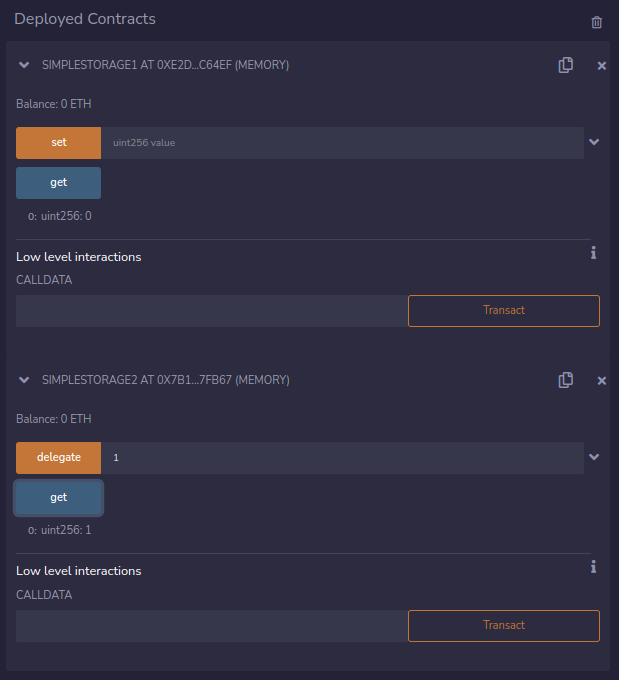 Deployed Contracts
SIMPLESTORAGE1 AT 0XE2D...C64EF (MEMORY)
Balance: 0 ETH
set uint256 value
get
0: uint256: 0
Low level interactions
CALLDATA
Transact
SIMPLESTORAGE2 AT 0X7B1...7FB67 (MEMORY)
Balance: 0 ETH
delegate 1
get
0: uint256: 1
Low level interactions
CALLDATA
Transact